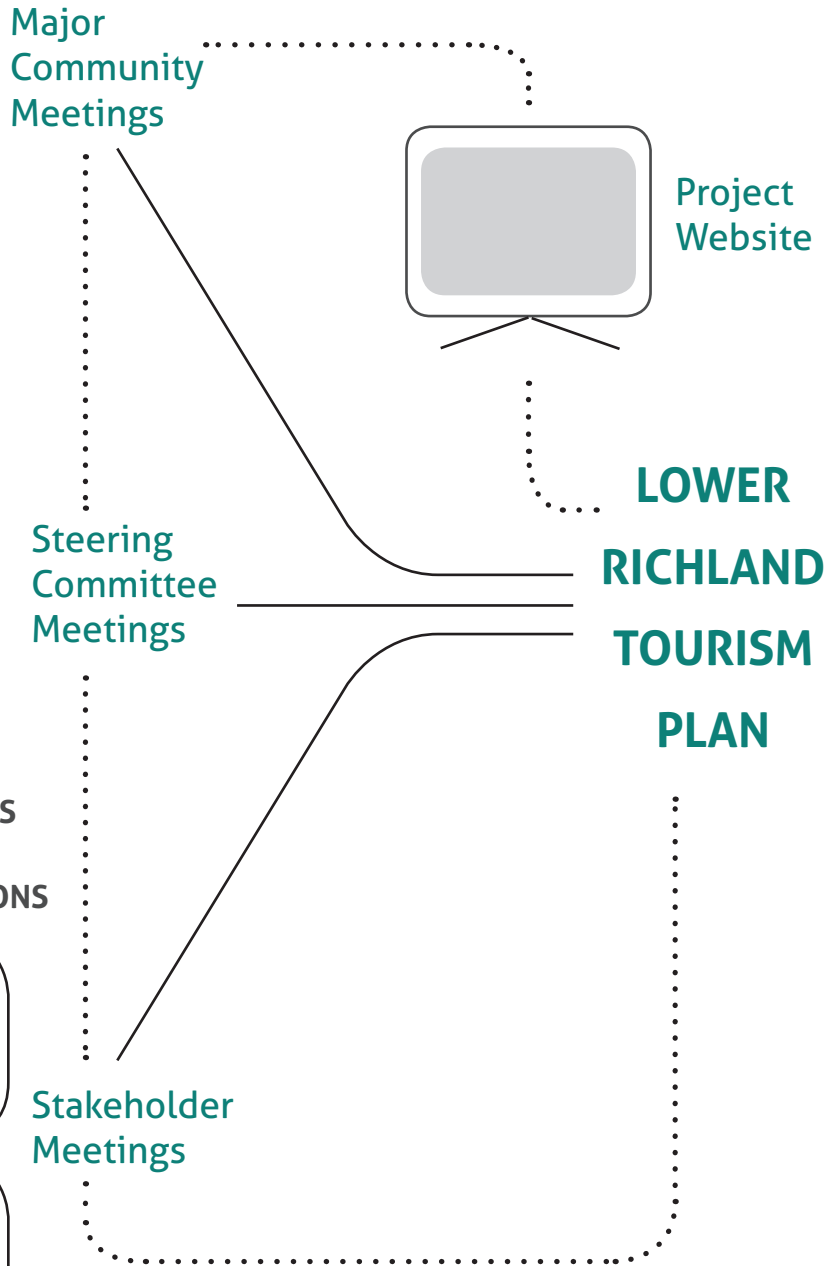 Major
Community
Meetings
Project
Website
LOWER
RICHLAND
TOURISM
PLAN
Steering
Committee
Meetings
Stakeholder
Meetings